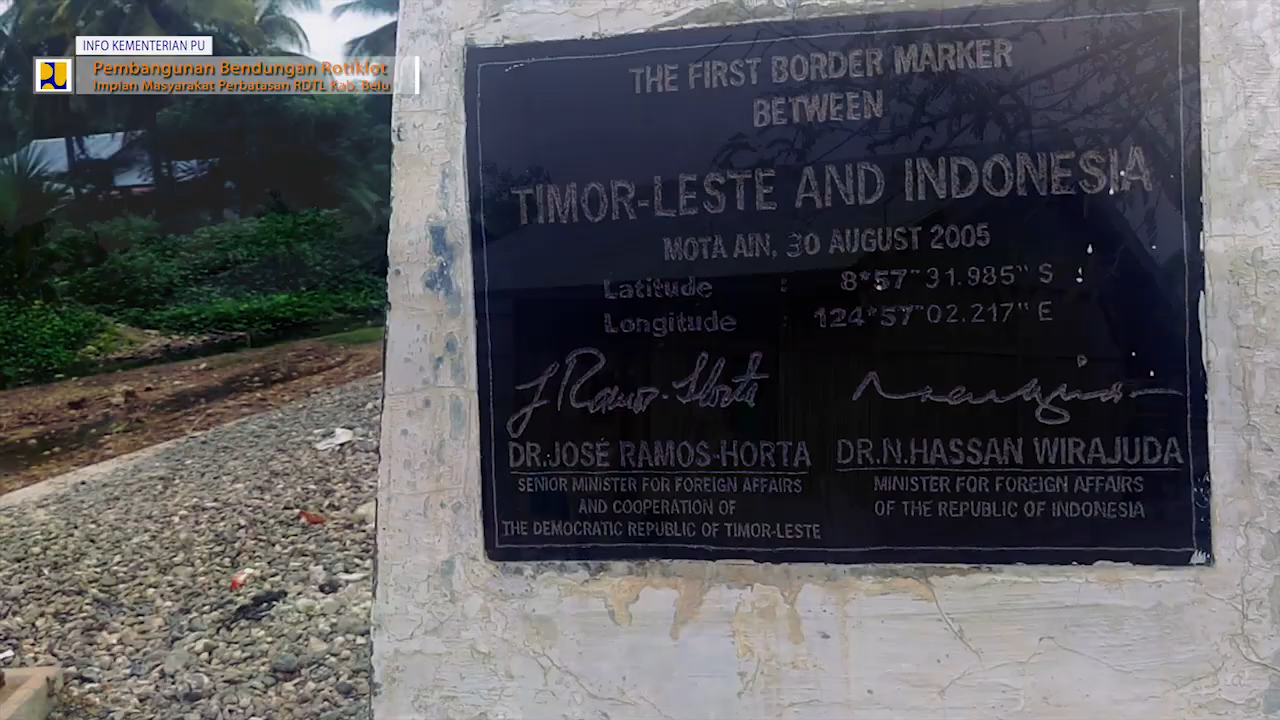 INFO KEMENTERIAN PU
Pembangunan Bendungan Rotiklot
Impian Masyarakat Perbatasan RDTL Kab. Belu
THE FIRST BORDER MARKER
BETWEEN
TIMOR-LESTE AND INDONESIA
MOTA AIN, 30 AUGUST 2005
Latitude : 8°57"31.985" S
Longitude : 124°57"02.217" E
J Ramos-Horta
DR.JOSÉ RAMOS-HORTA DR.N.HASSAN WIRAJUDA
SENIOR MINISTER FOR FOREIGN AFFAIRS MINISTER FOR FOREIGN AFFAIRS
AND COOPERATION OF OF THE REPUBLIC OF INDONESIA
THE DEMOCRATIC REPUBLIC OF TIMOR-LESTE